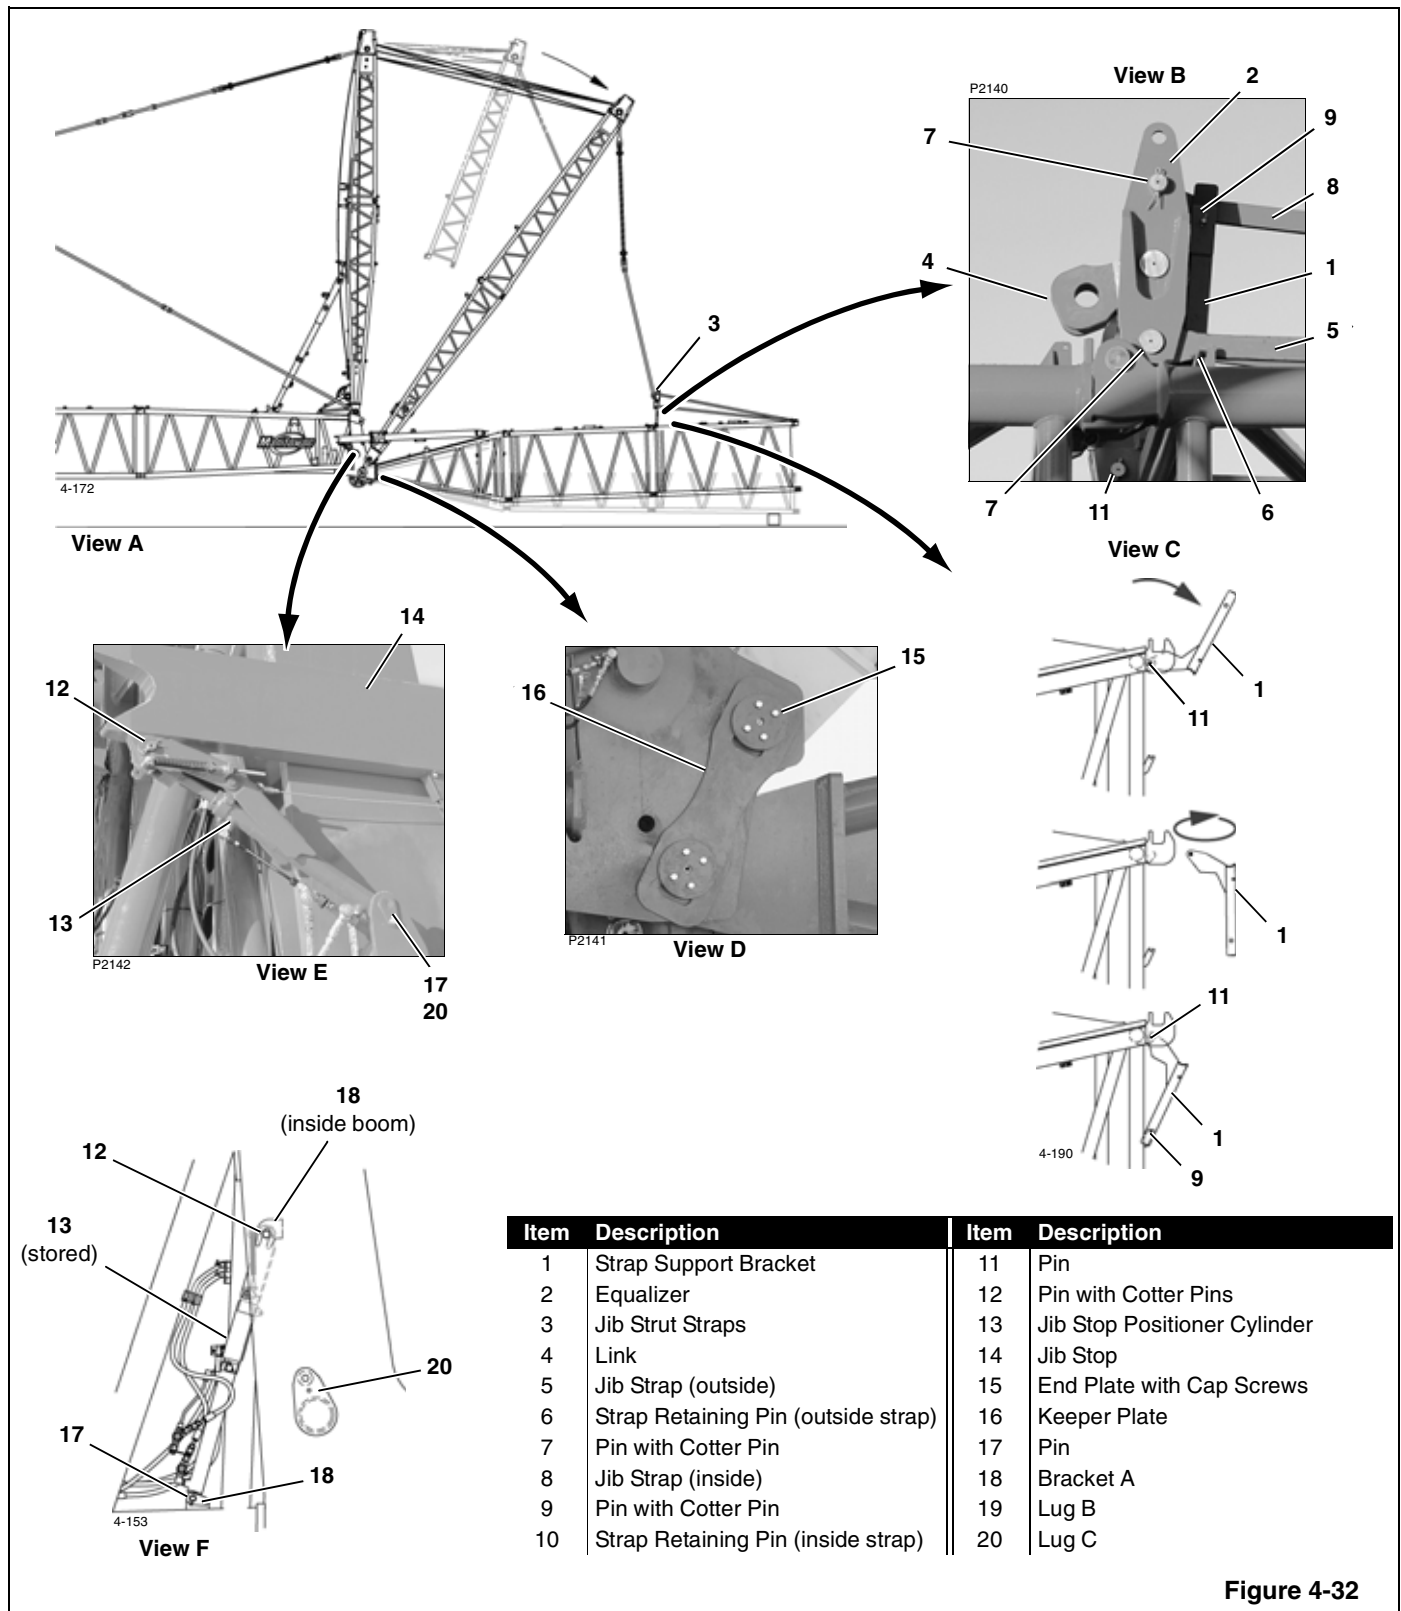 View B
2
P2140
7
9
8
4
1
5
3
7
11
6
4-172
View A
View C
1
11
1
11
1
9
4-190
14
12
13
P2142
View E
17
20
16
15
P2141
View D
18
(inside boom)
12
13
(stored)
20
17
18
4-153
View F
Item Description Item Description
1 Strap Support Bracket 11 Pin
2 Equalizer 12 Pin with Cotter Pins
3 Jib Strut Straps 13 Jib Stop Positioner Cylinder
4 Link 14 Jib Stop
5 Jib Strap (outside) 15 End Plate with Cap Screws
6 Strap Retaining Pin (outside strap) 16 Keeper Plate
7 Pin with Cotter Pin 17 Pin
8 Jib Strap (inside) 18 Bracket A
9 Pin with Cotter Pin 19 Lug B
10 Strap Retaining Pin (inside strap) 20 Lug C
Figure 4-32